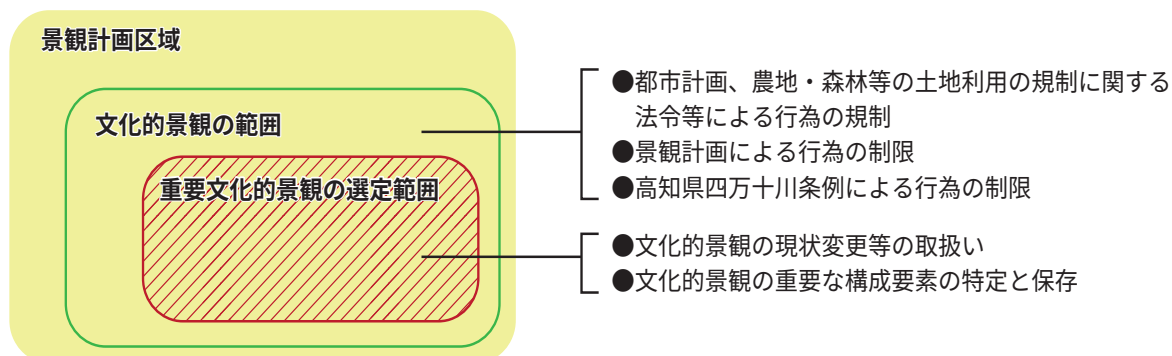 景観計画区域
文化的景観の範囲
重要文化的景観の選定範囲
●都市計画、農地・森林等の土地利用の規制に関する
法令等による行為の規制
●景観計画による行為の制限
●高知県四万十川条例による行為の制限
●文化的景観の現状変更等の取扱い
●文化的景観の重要な構成要素の特定と保存